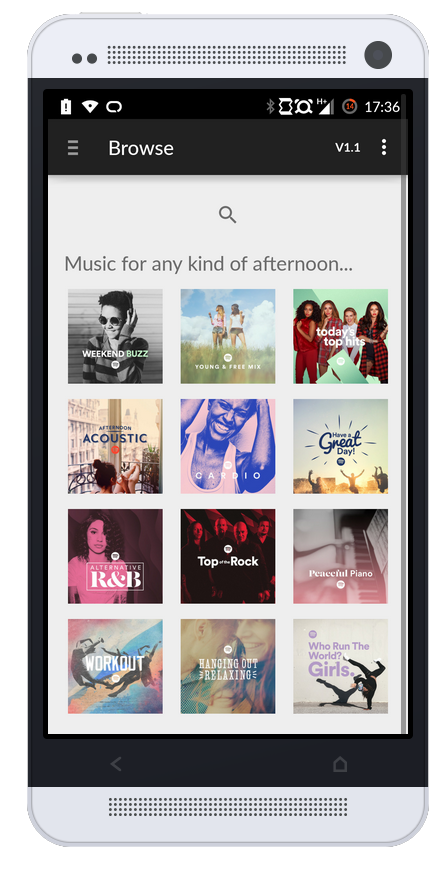 H+
14
17:36
Browse
V1.1
Music for any kind of afternoon...
WEEKEND BUZZ
YOUNG & FREE MIX
today's
top hits
AFTERNOON
ACOUSTIC
CARDIO
Have a
Great
Day!
ALTERNATIVE
R&B
Top of the Rock
Peaceful Piano
WORKOUT
HANGING OUT
RELAXING
Who Run The
World?
Girls.